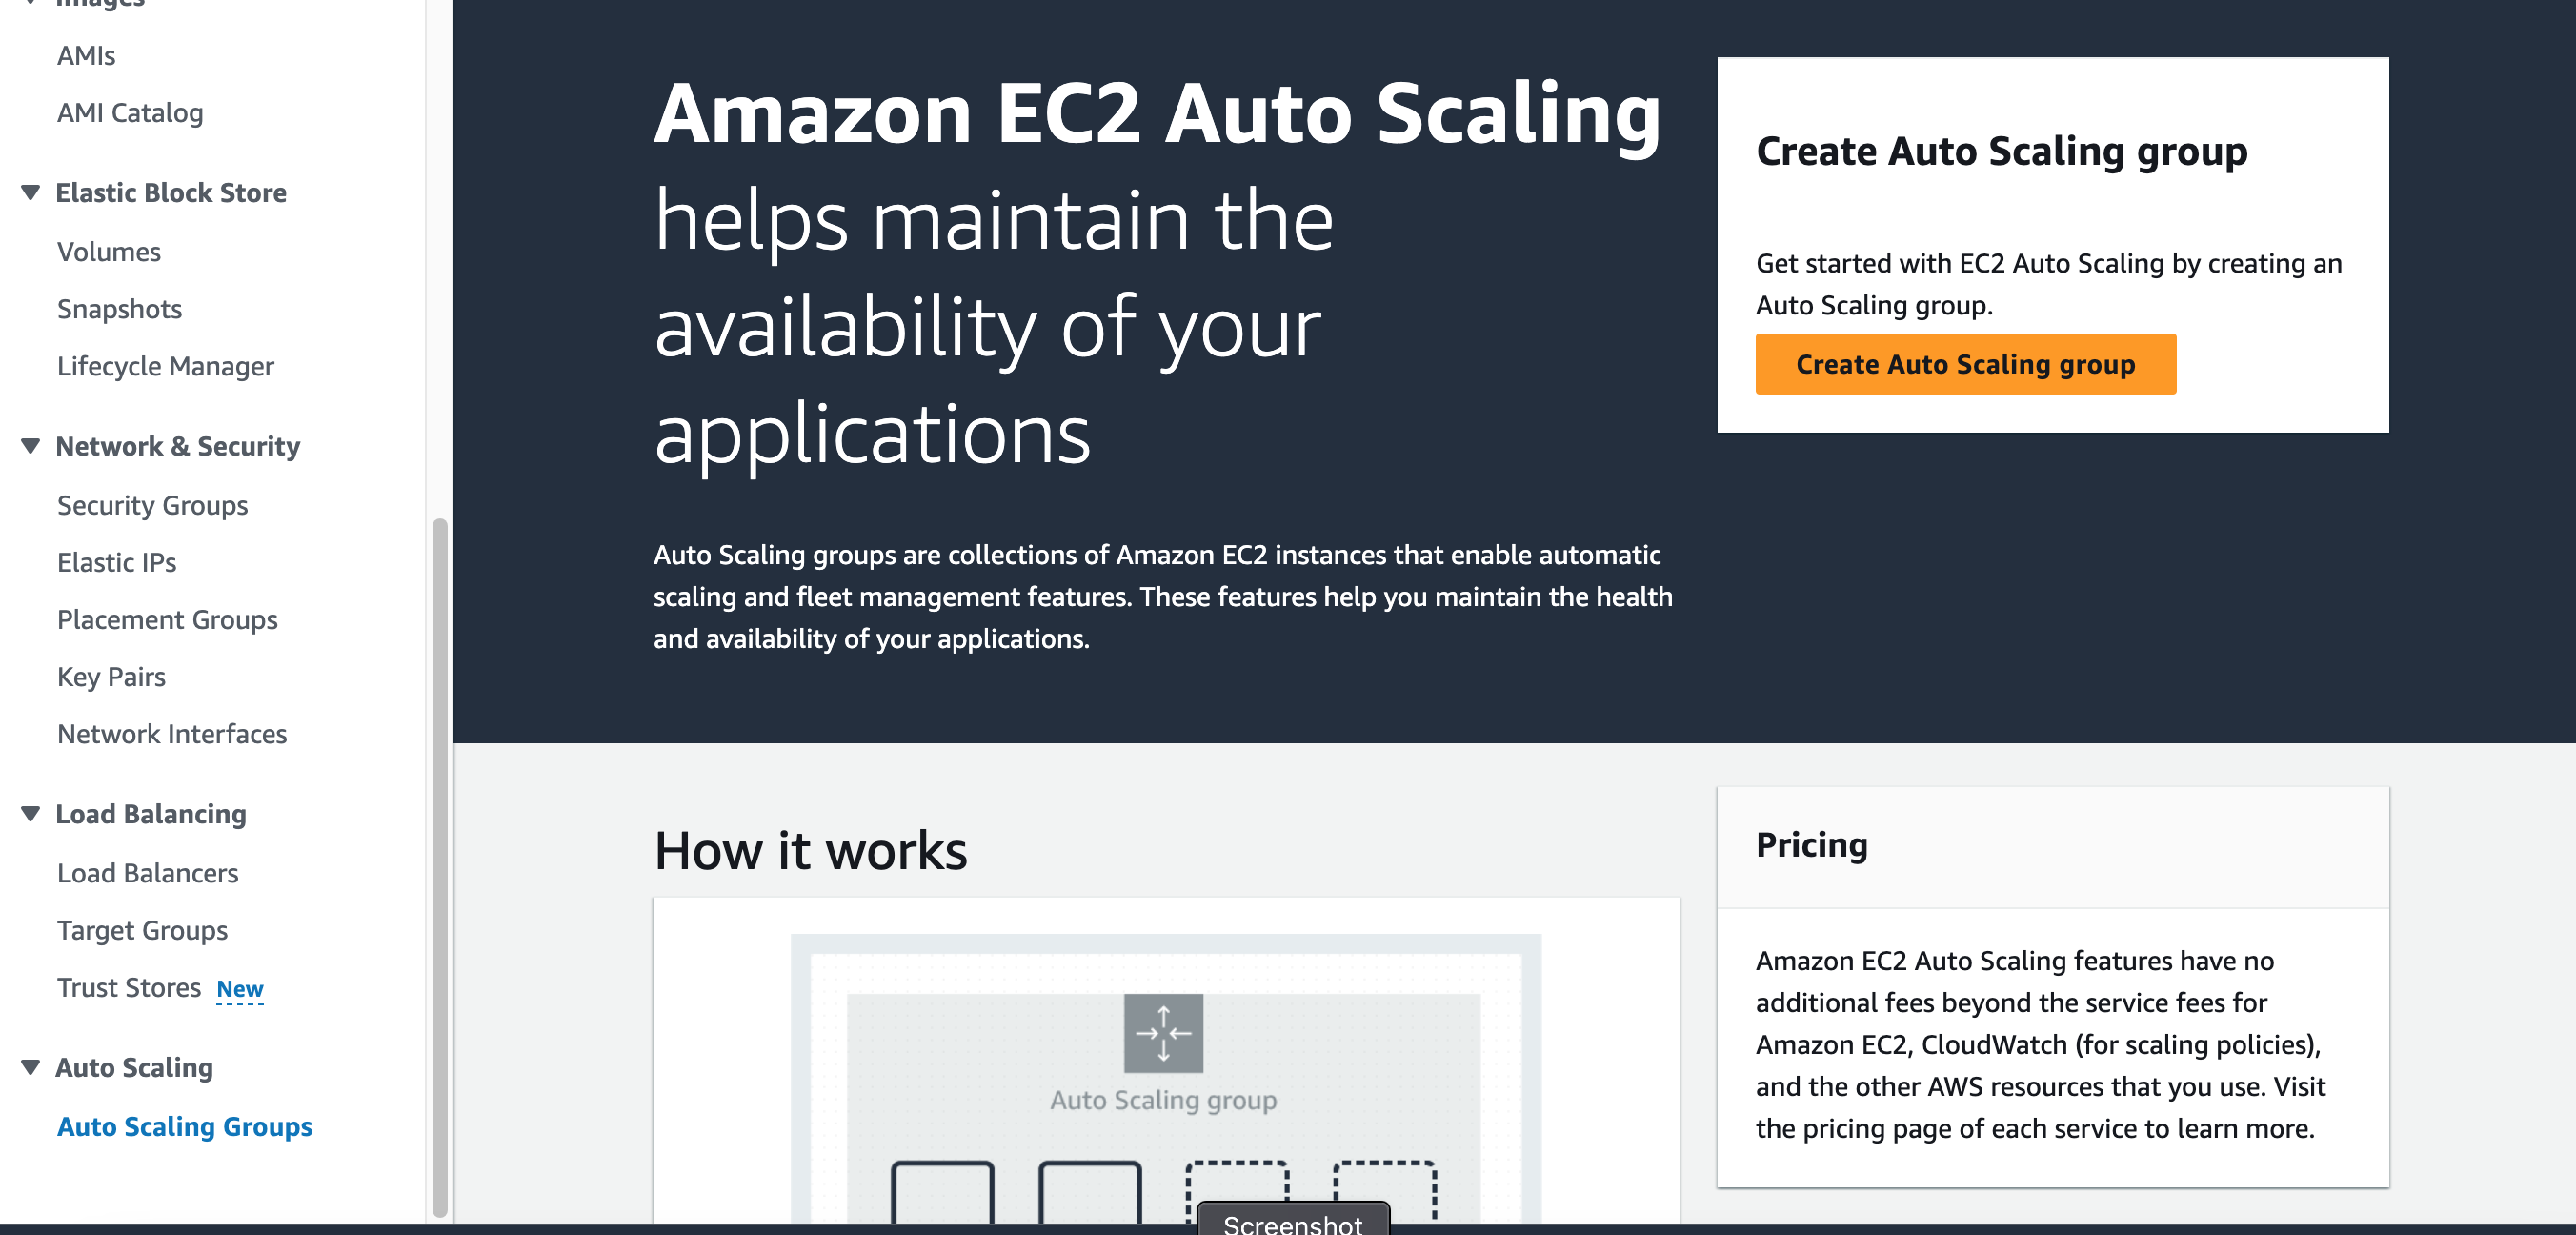 Images
AMIs
AMI Catalog
Elastic Block Store
Volumes
Snapshots
Lifecycle Manager
Network & Security
Security Groups
Elastic IPs
Placement Groups
Key Pairs
Network Interfaces
Load Balancing
Load Balancers
Target Groups
Trust Stores New
Auto Scaling
Auto Scaling Groups
Amazon EC2 Auto Scaling
helps maintain the
availability of your
applications
Auto Scaling groups are collections of Amazon EC2 instances that enable automatic
scaling and fleet management features. These features help you maintain the health
and availability of your applications.
Create Auto Scaling group
Get started with EC2 Auto Scaling by creating an
Auto Scaling group.
Create Auto Scaling group
How it works
Auto Scaling group
Pricing
Amazon EC2 Auto Scaling features have no
additional fees beyond the service fees for
Amazon EC2, CloudWatch (for scaling policies),
and the other AWS resources that you use. Visit
the pricing page of each service to learn more.
Screenshot